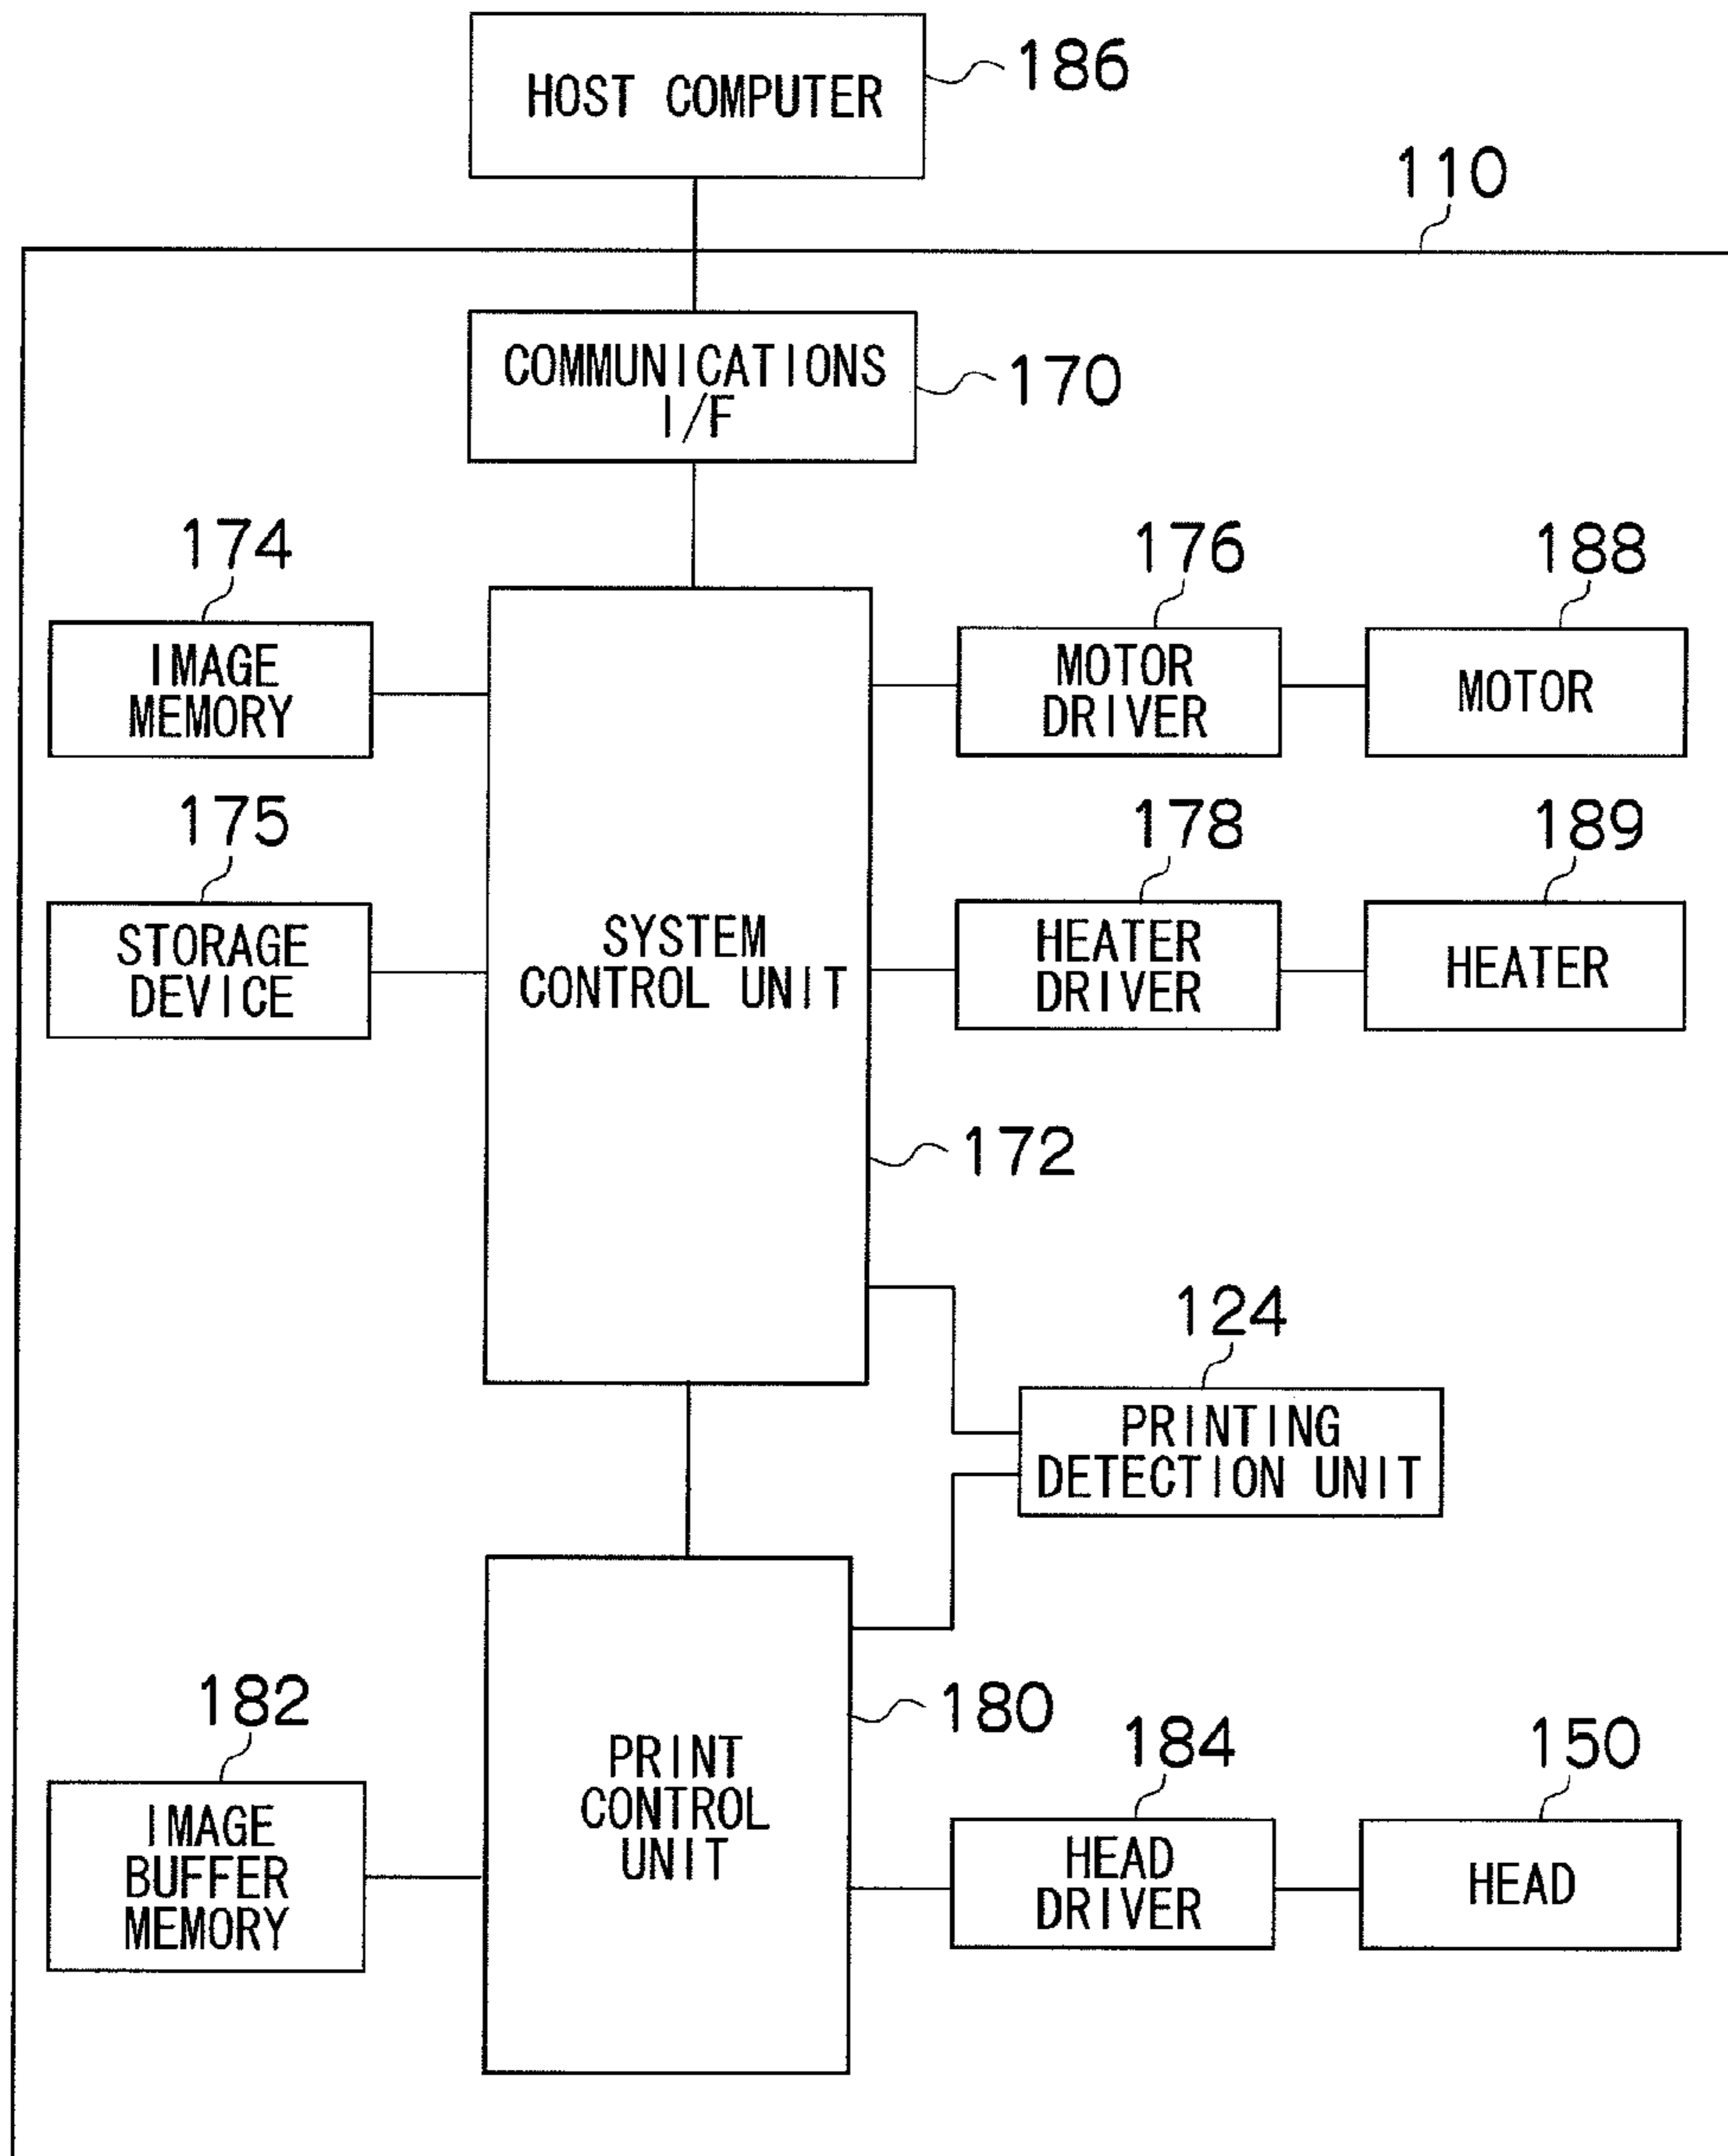 HOST COMPUTER
186
110
COMMUNICATIONS
I/F
170
174
IMAGE
MEMORY
176
MOTOR
DRIVER
188
MOTOR
175
STORAGE
DEVICE
SYSTEM
CONTROL UNIT
178
HEATER
DRIVER
189
HEATER
172
124
PRINTING
DETECTION UNIT
182
IMAGE
BUFFER
MEMORY
PRINT
CONTROL
UNIT
180
184
HEAD
DRIVER
150
HEAD